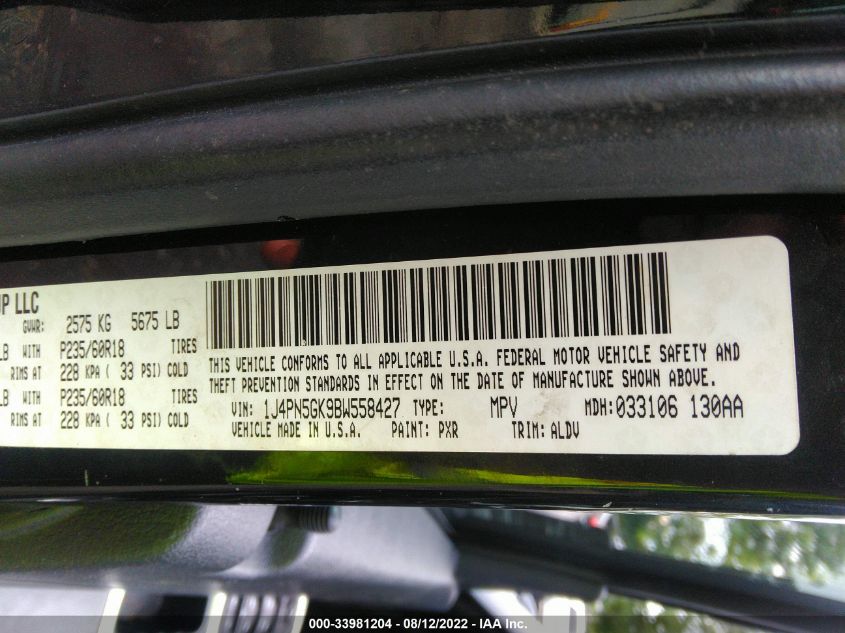 UP LLC
GVWR: 2575 KG 5675 LB
LB WITH P235/60R18 TIRES
RIMS AT 228 KPA ( 33 PSI) COLD
LB WITH P235/60R18 TIRES
RIMS AT 228 KPA ( 33 PSI) COLD
THIS VEHICLE CONFORMS TO ALL APPLICABLE U.S.A. FEDERAL MOTOR VEHICLE SAFETY AND
THEFT PREVENTION STANDARDS IN EFFECT ON THE DATE OF MANUFACTURE SHOWN ABOVE.
VIN: 1J4PN5GK9BW558427 TYPE: MPV MDH: 033106 130AA
VEHICLE MADE IN U.S.A. PAINT: PXR TRIM: ALDV
000-33981204 - 08/12/2022 - IAA Inc.